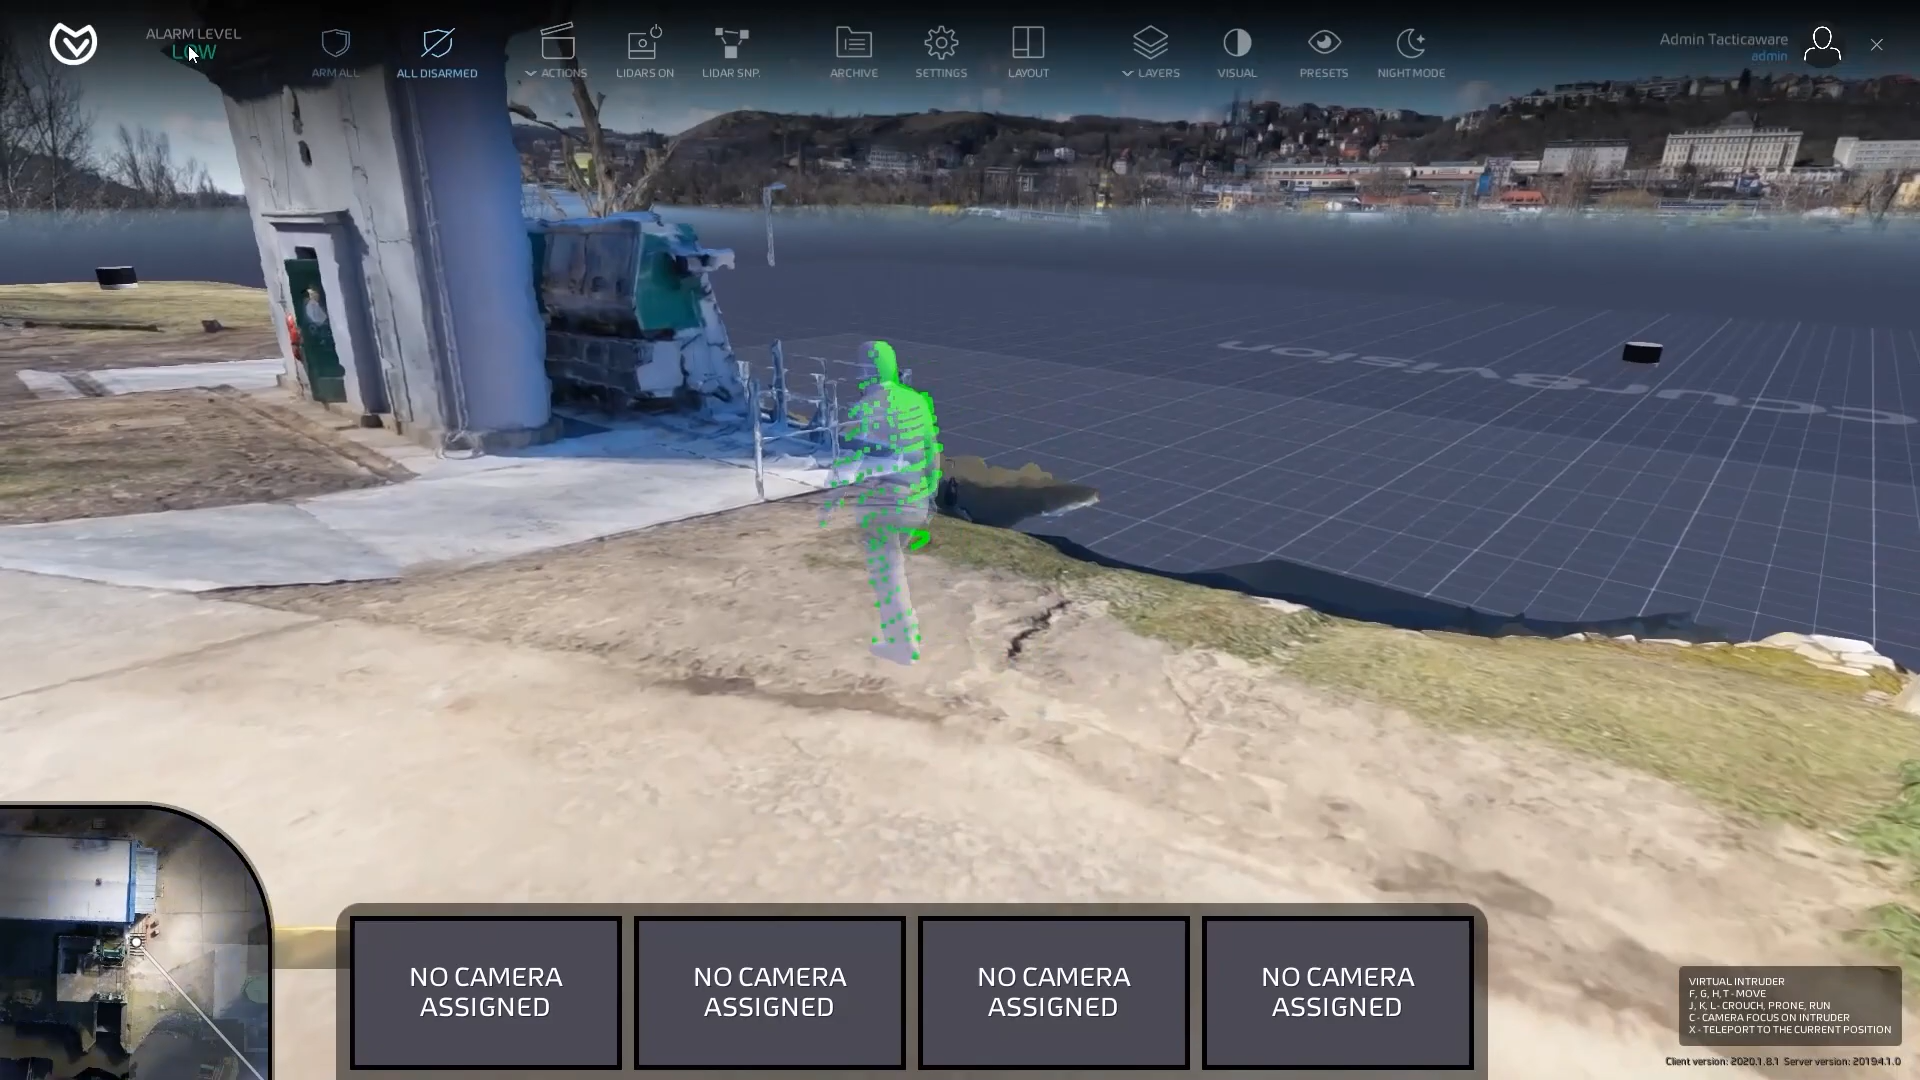 ALARM LEVEL
LOW
ARM ALL
ALL DISARMED
ACTIONS
LIDARS ON
LIDAR SNP.
ARCHIVE
SETTINGS
LAYOUT
LAYERS
VISUAL
PRESETS
NIGHT MODE
Admin Tacticaware
admin
NO CAMERA
ASSIGNED
NO CAMERA
ASSIGNED
NO CAMERA
ASSIGNED
NO CAMERA
ASSIGNED
VIRTUAL INTRUDER
F, G, H,T - MOVE
J, K, L - CROUCH, PRONE, RUN
C - CAMERA FOCUS ON INTRUDER
X - TELEPORT TO THE CURRENT POSITION
Client version: 2020.1.8.1 Server version: 2019.4.1.0